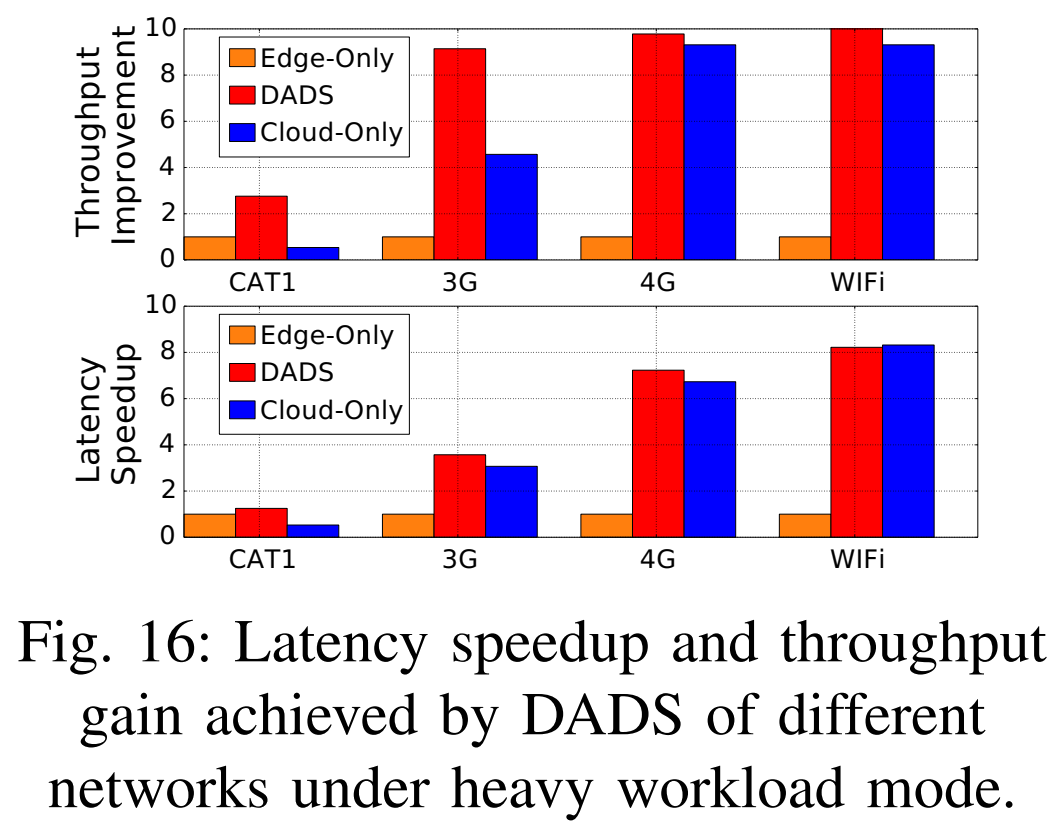 Throughput
Improvement
10
8
6
4
2
0
Edge-Only
DADS
Cloud-Only
CAT1 3G 4G WIFi
Latency
Speedup
10
8
6
4
2
0
Edge-Only
DADS
Cloud-Only
CAT1 3G 4G WIFi
Fig. 16: Latency speedup and throughput
gain achieved by DADS of different
networks under heavy workload mode.